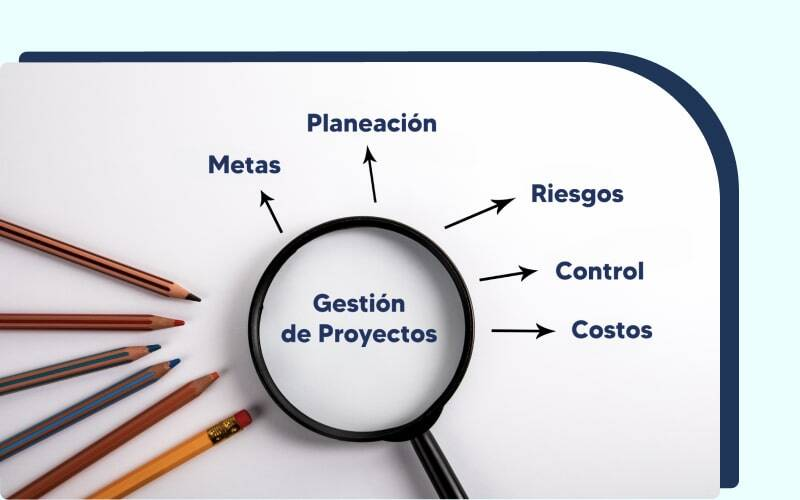 Planeación
Metas
Riesgos
Control
Costos
Gestión
de Proyectos